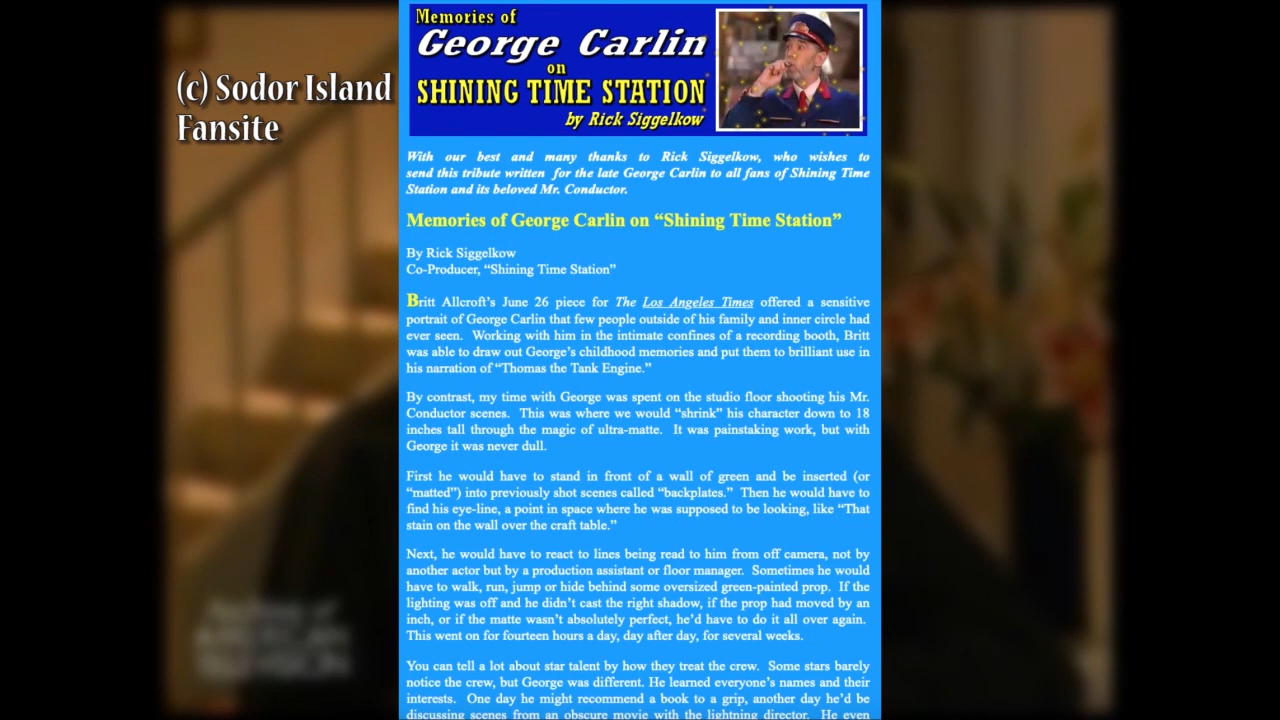 (c) Sodor Island
Fansite
Memories of
George Carlin
on
SHINING TIME STATION
by Rick Siggelkow
With our best and many thanks to Rick Siggelkow, who wishes to
send this tribute written for the late George Carlin to all fans of Shining Time
Station and its beloved Mr. Conductor.
Memories of George Carlin on “Shining Time Station”
By Rick Siggelkow
Co-Producer, “Shining Time Station”
Britt Allcroft’s June 26 piece for The Los Angeles Times offered a sensitive
portrait of George Carlin that few people outside of his family and inner circle had
ever seen. Working with him in the intimate confines of a recording booth, Britt
was able to draw out George’s childhood memories and put them to brilliant use in
his narration of “Thomas the Tank Engine.”
By contrast, my time with George was spent on the studio floor shooting his Mr.
Conductor scenes. This was where we would “shrink” his character down to 18
inches tall through the magic of ultra-matte. It was painstaking work, but with
George it was never dull.
First he would have to stand in front of a wall of green and be inserted (or
“matted”) into previously shot scenes called “backplates.” Then he would have to
find his eye-line, a point in space where he was supposed to be looking, like “That
stain on the wall over the craft table.”
Next, he would have to react to lines being read to him from off camera, not by
another actor but by a production assistant or floor manager. Sometimes he would
have to walk, run, jump or hide behind some oversized green-painted prop. If the
lighting was off and he didn’t cast the right shadow, if the prop had moved by an
inch, or if the matte wasn’t absolutely perfect, he’d have to do it all over again.
This went on for fourteen hours a day, day after day, for several weeks.
You can tell a lot about star talent by how they treat the crew. Some stars barely
notice the crew, but George was different. He learned everyone’s names and their
interests. One day he might recommend a book to a grip, another day he’d be
discussing scenes from an obscure movie with the lightning director. He even
Archive of
AMERICAN
TELEVISION